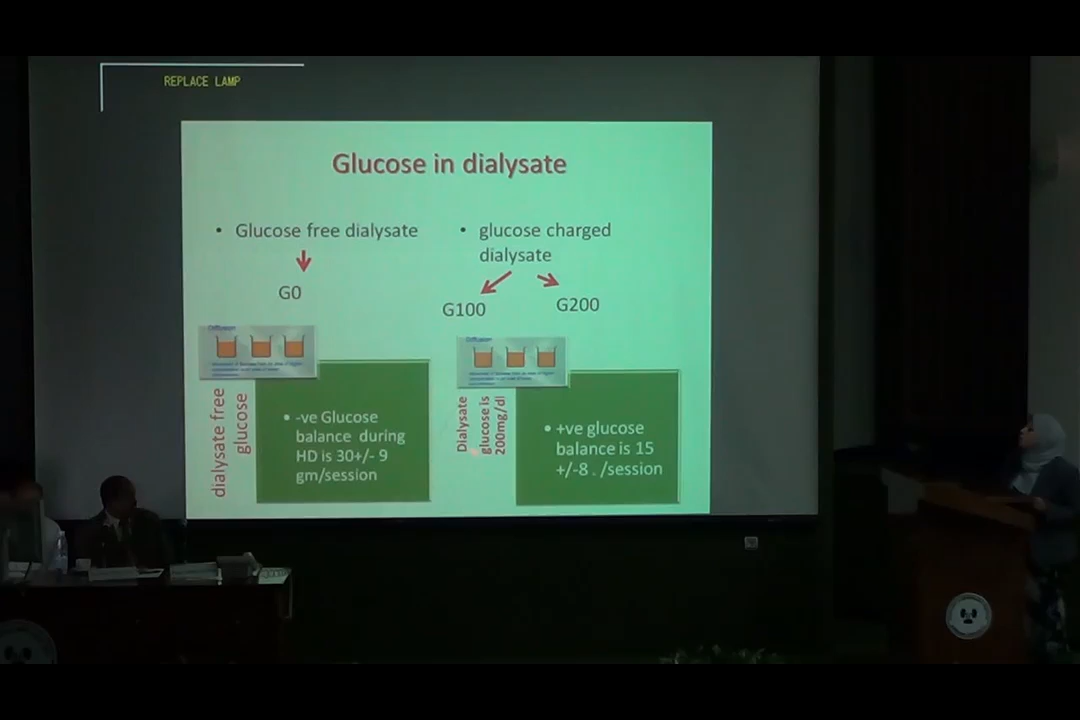 REPLACE LAMP
Glucose in dialysate
• Glucose free dialysate
G0
• glucose charged
dialysate
G100
G200
Diffusion
dialysate free
glucose
• -ve Glucose
balance during
HD is 30+/- 9
gm/session
Diffusion
Dialysate
glucose is
200mg/dl
• +ve glucose
balance is 15
+/-8 . /session